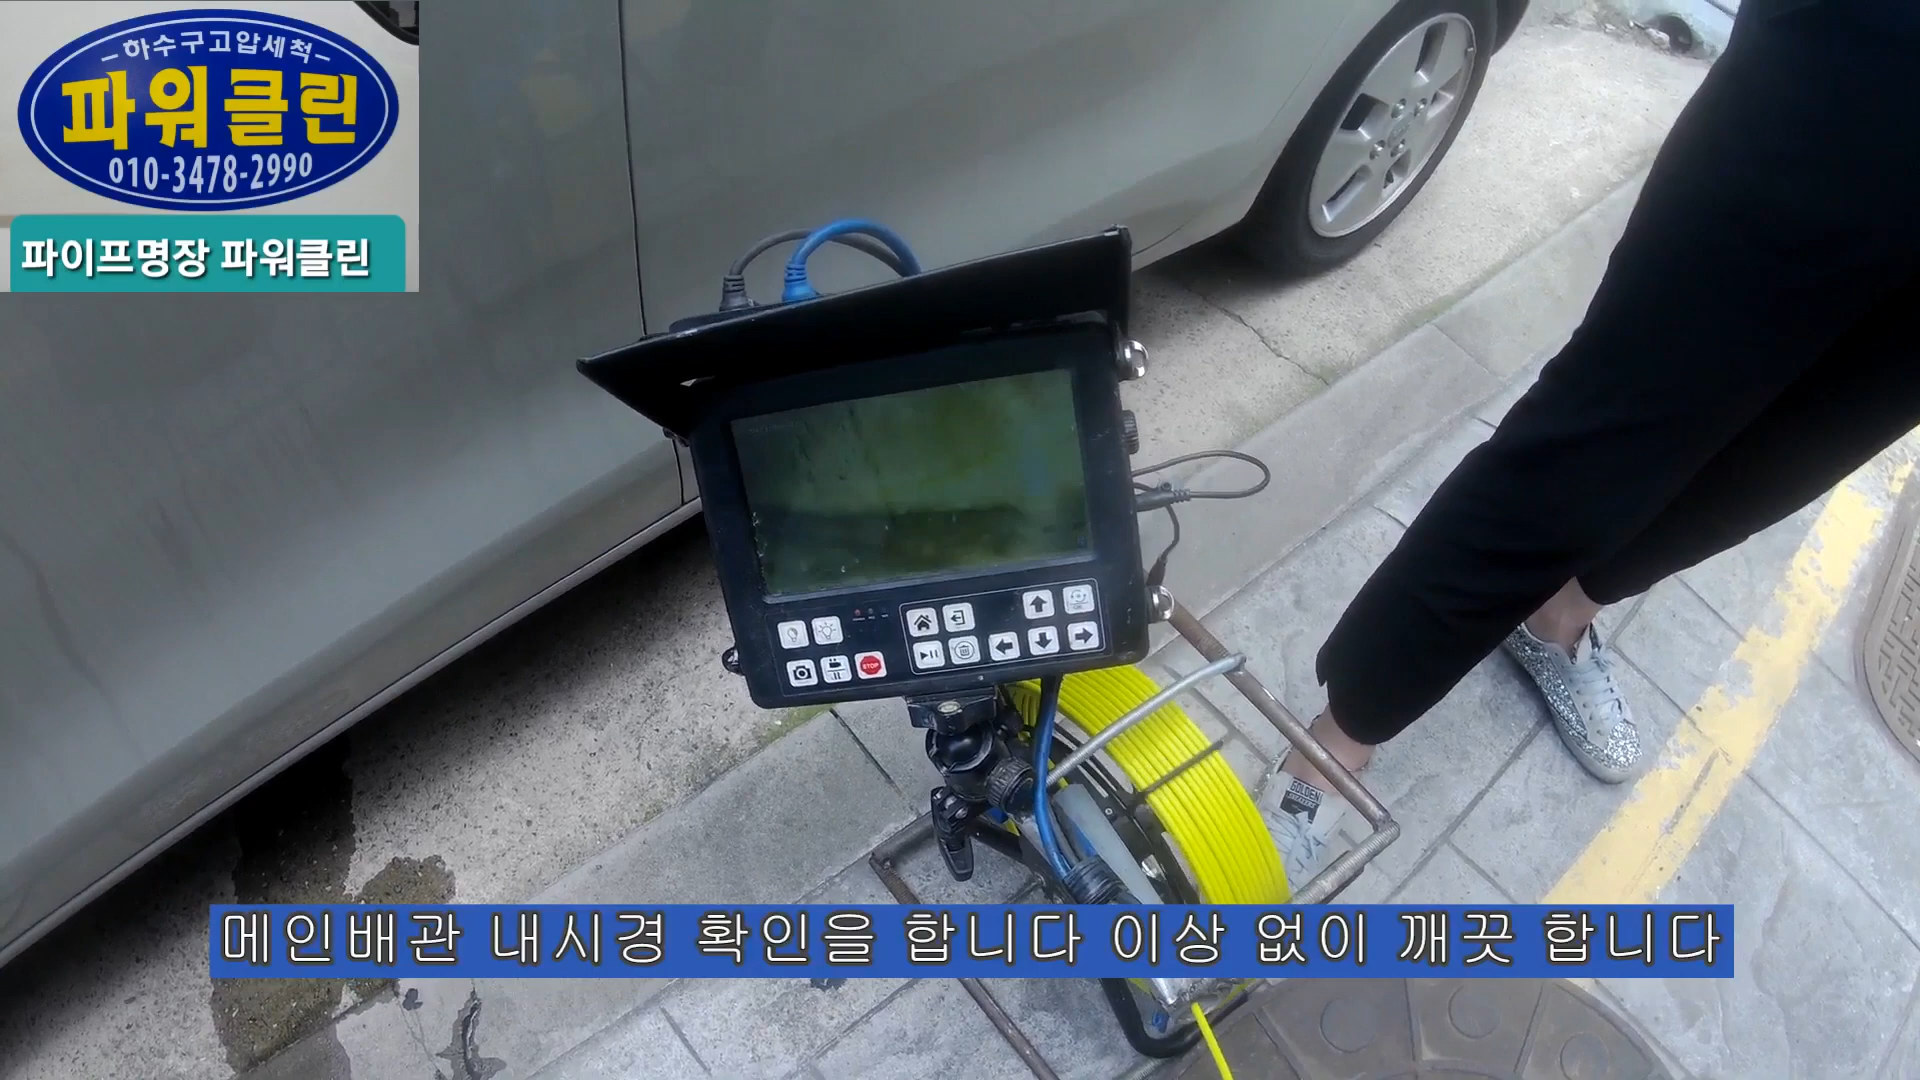 하수구고압세척
파워클린
010-3478-2990
파이프명장 파워클린
STOP
GOLDEN
메인배관 내시경 확인을 합니다 이상 없이 깨끗 합니다